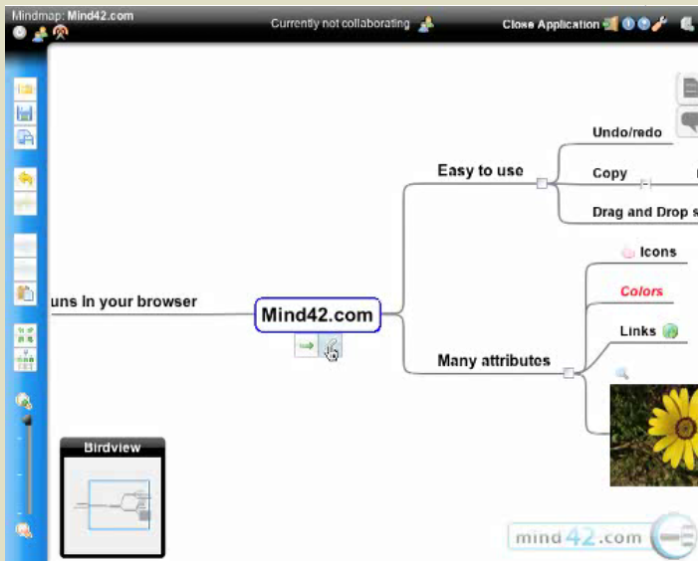 Mindmap: Mind42.com
Currently not collaborating
Close Application
Undo/redo
Easy to use
Copy
Drag and Drop s
Icons
Colors
uns in your browser
Mind42.com
Links
Many attributes
Birdview
mind42.com